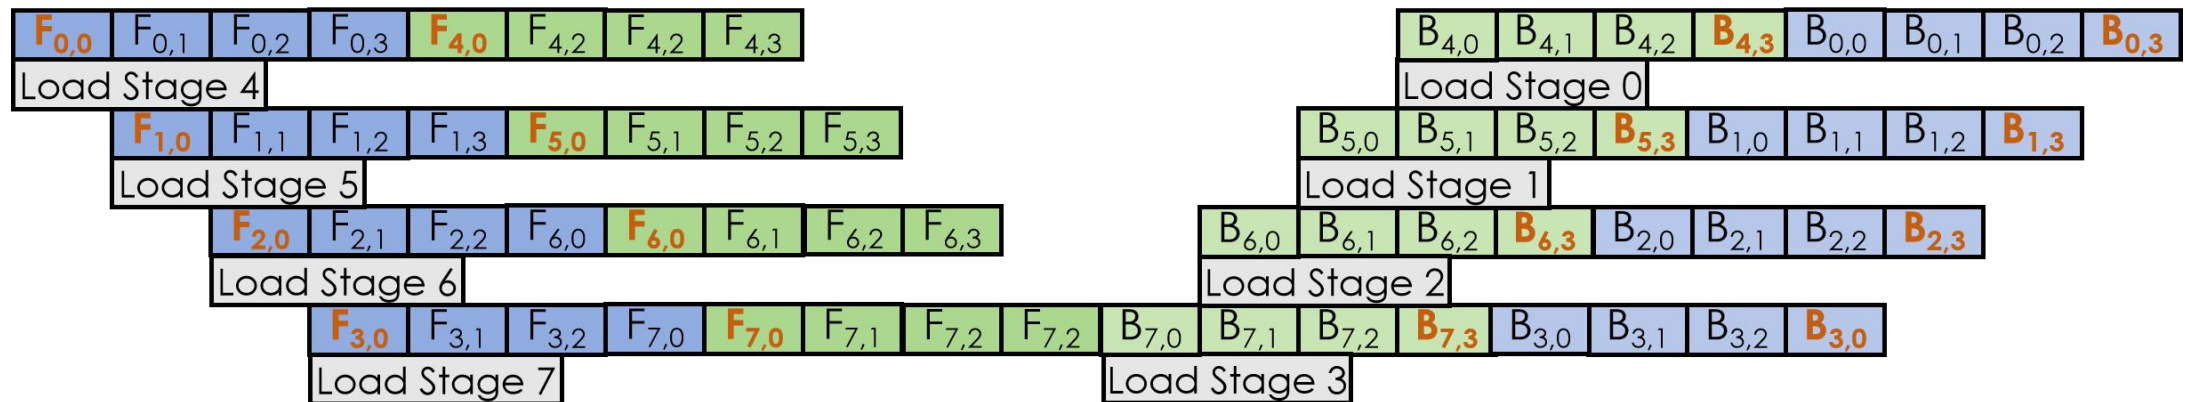 F0,0 F0,1 F0,2 F0,3 F4,0 F4,2 F4,2 F4,3 B4,0 B4,1 B4,2 B4,3 B0,0 B0,1 B0,2 B0,3
Load Stage 4 Load Stage 0
F1,0 F1,1 F1,2 F1,3 F5,0 F5,1 F5,2 F5,3 B5,0 B5,1 B5,2 B5,3 B1,0 B1,1 B1,2 B1,3
Load Stage 5 Load Stage 1
F2,0 F2,1 F2,2 F6,0 F6,0 F6,1 F6,2 F6,3 B6,0 B6,1 B6,2 B6,3 B2,0 B2,1 B2,2 B2,3
Load Stage 6 Load Stage 2
F3,0 F3,1 F3,2 F7,0 F7,0 F7,1 F7,2 F7,2 B7,0 B7,1 B7,2 B7,3 B3,0 B3,1 B3,2 B3,0
Load Stage 7 Load Stage 3